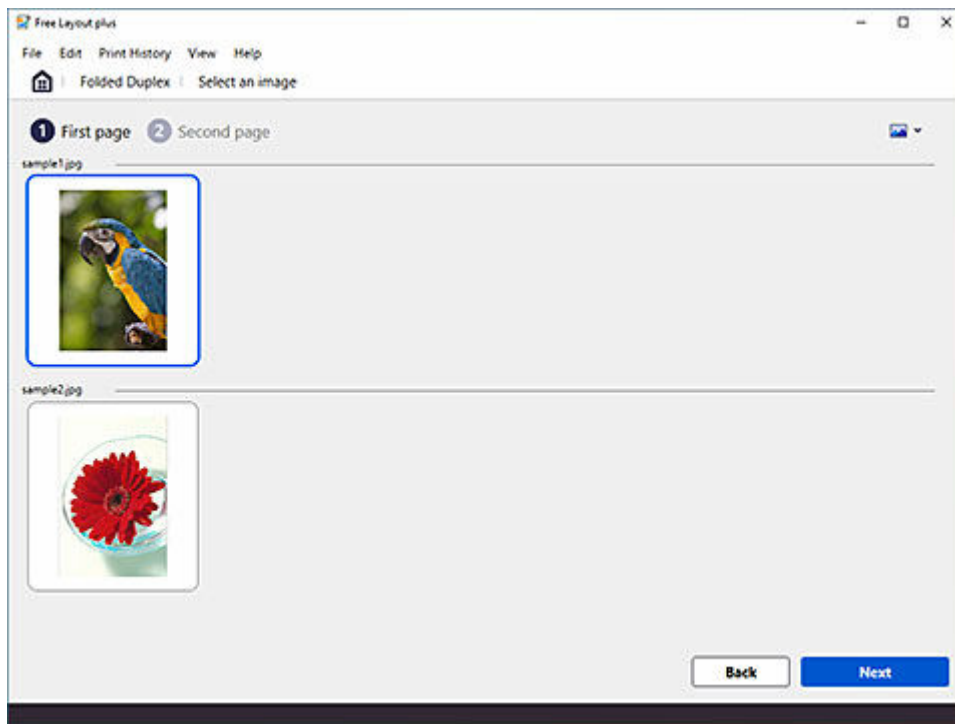 Free Layout plus
File Edit Print History View Help
Folded Duplex Select an image
1 First page 2 Second page
sample1.jpg
sample2.jpg
Back Next